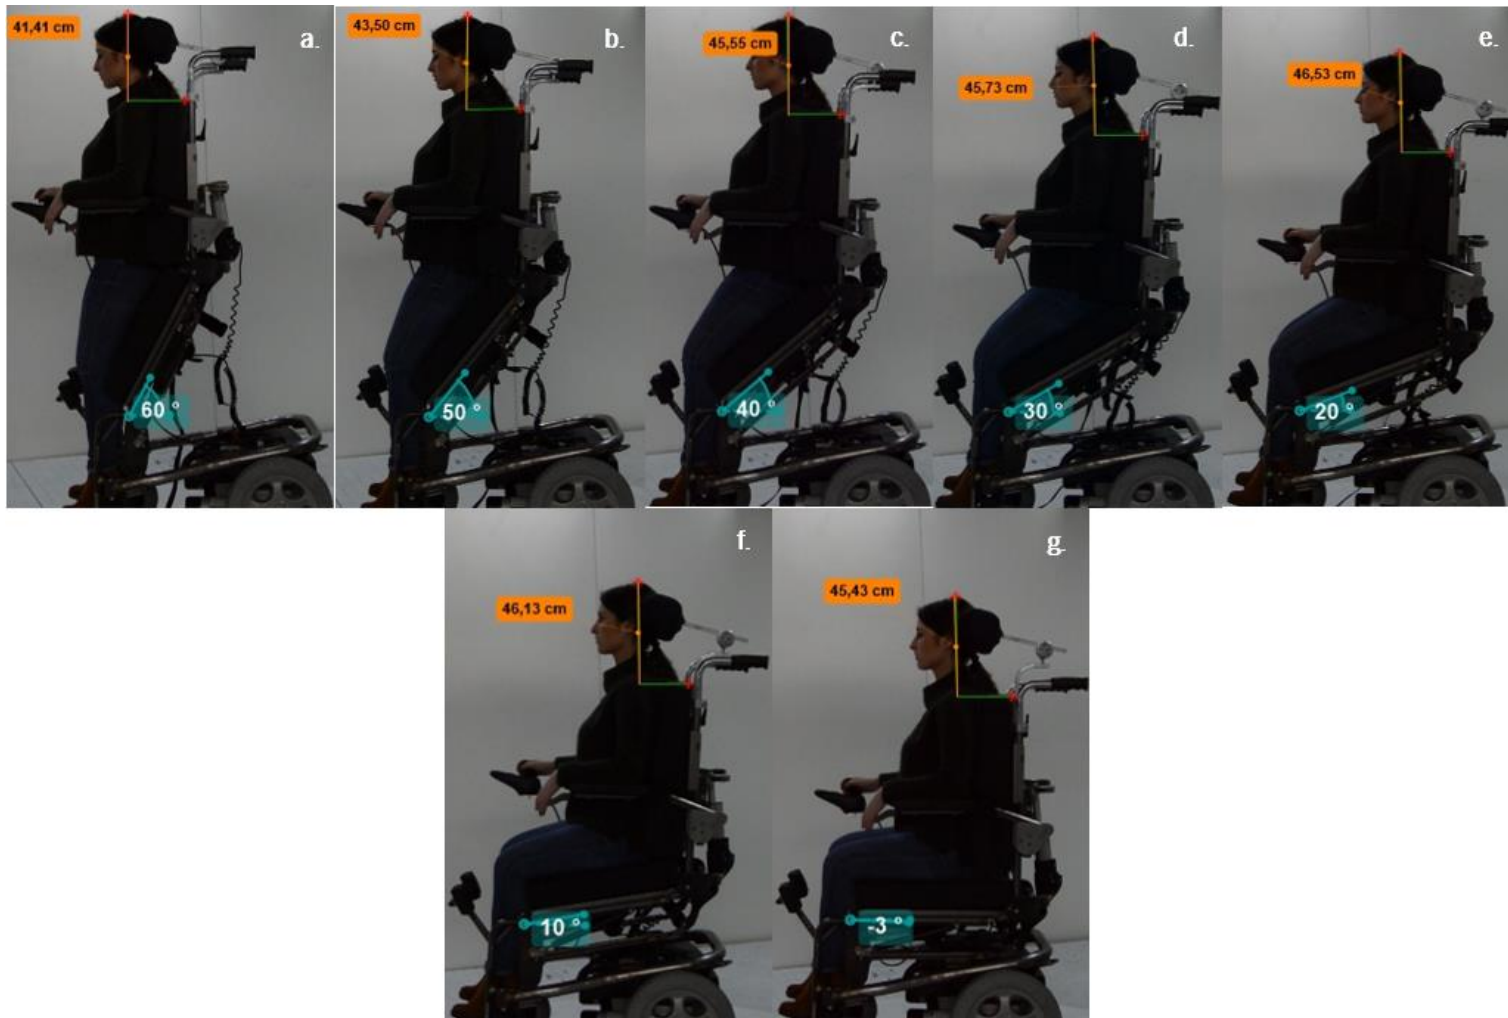 41,41 cm
a.
60 °
43,50 cm
b.
50 °
45,55 cm
c.
40 °
45,73 cm
d.
30 °
46,53 cm
e.
20 °
46,13 cm
f.
10 °
45,43 cm
g.
-3 °